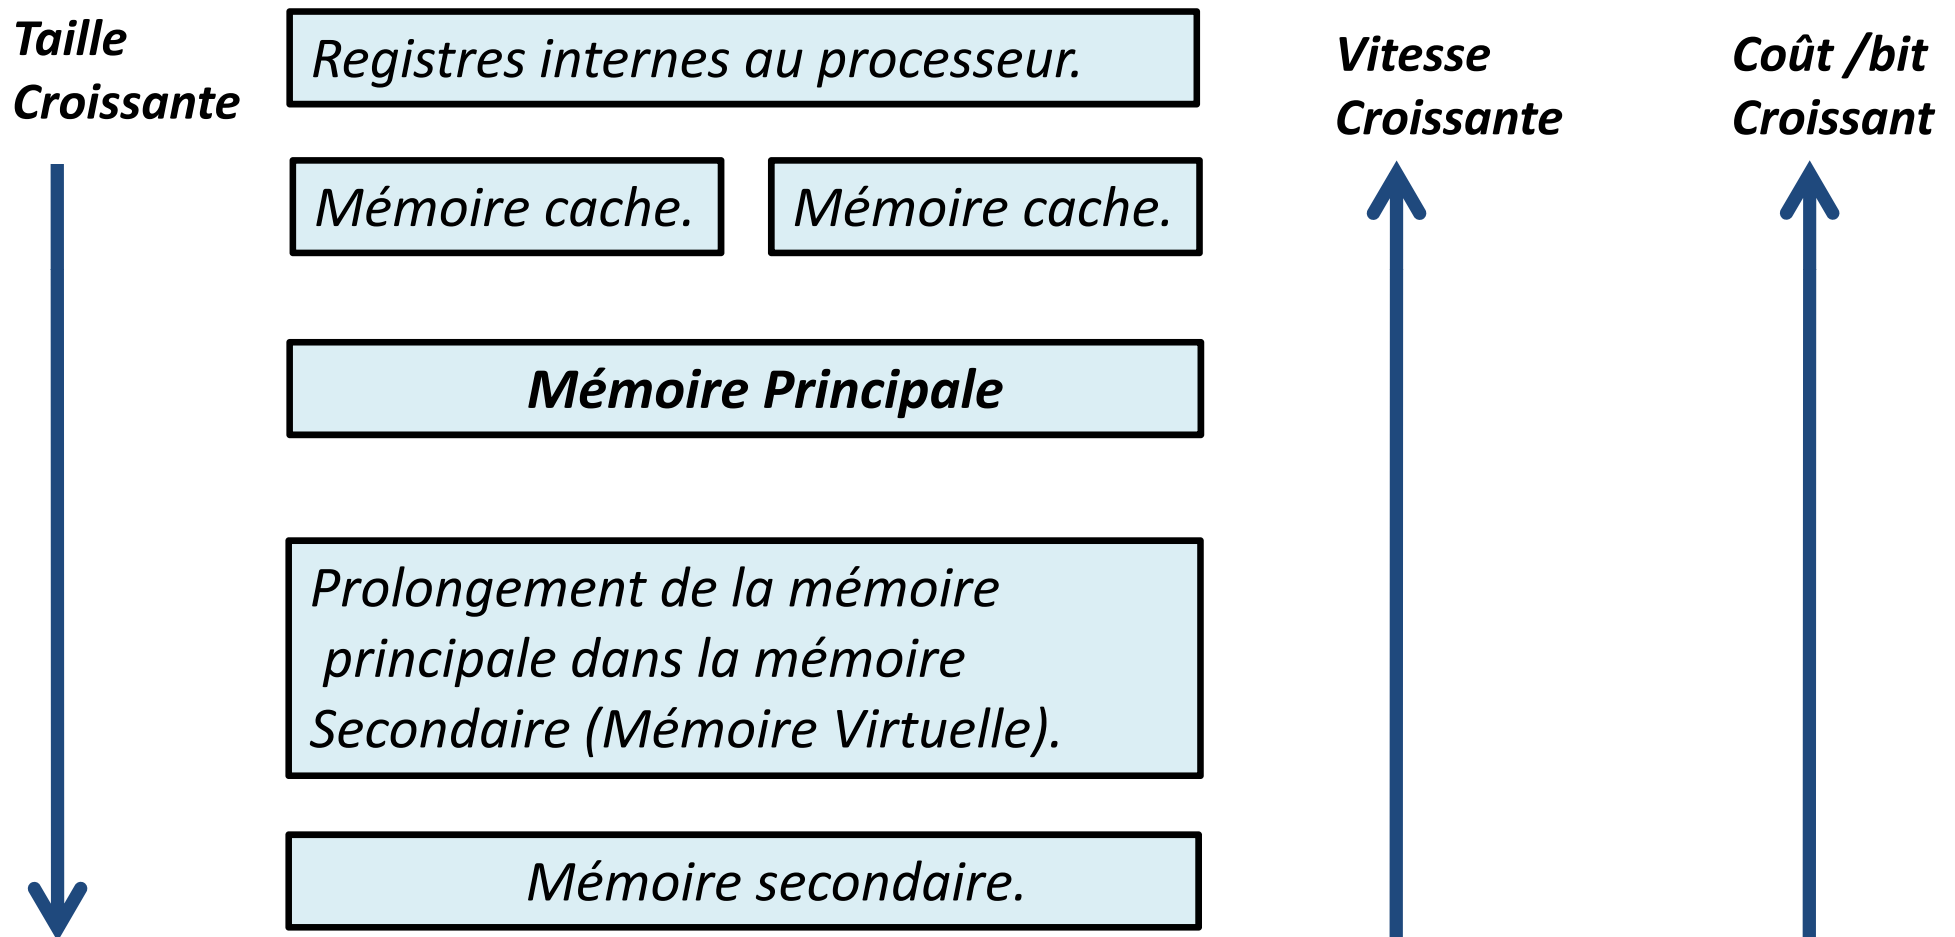 Taille
Croissante
Registres internes au processeur.
Vitesse
Croissante
Coût /bit
Croissant
Mémoire cache.
Mémoire cache.
Mémoire Principale
Prolongement de la mémoire
principale dans la mémoire
Secondaire (Mémoire Virtuelle).
Mémoire secondaire.